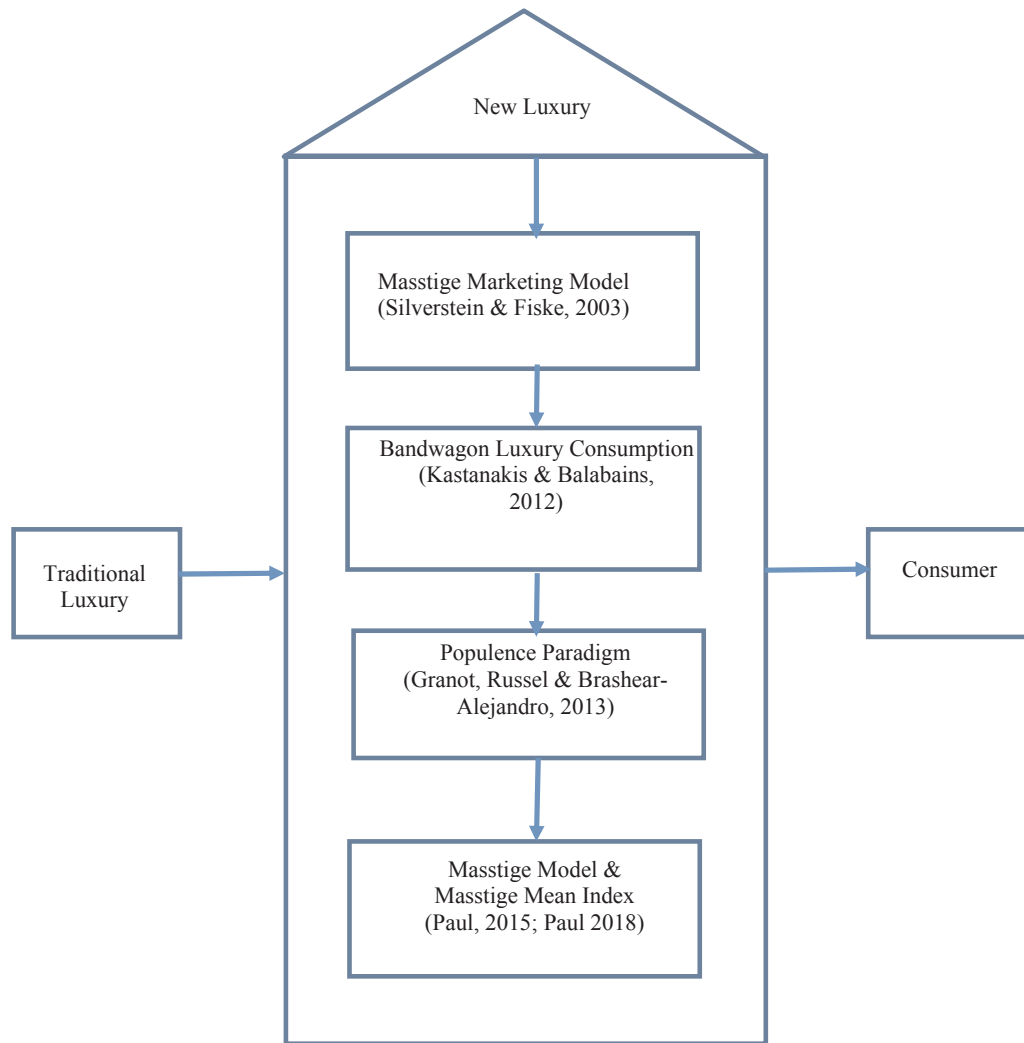 New Luxury
Masstige Marketing Model
(Silverstein & Fiske, 2003)
Bandwagon Luxury Consumption
(Kastanakis & Balabains,
2012)
Traditional
Luxury
Consumer
Populence Paradigm
(Granot, Russel & Brashear-
Alejandro, 2013)
Masstige Model &
Masstige Mean Index
(Paul, 2015; Paul 2018)